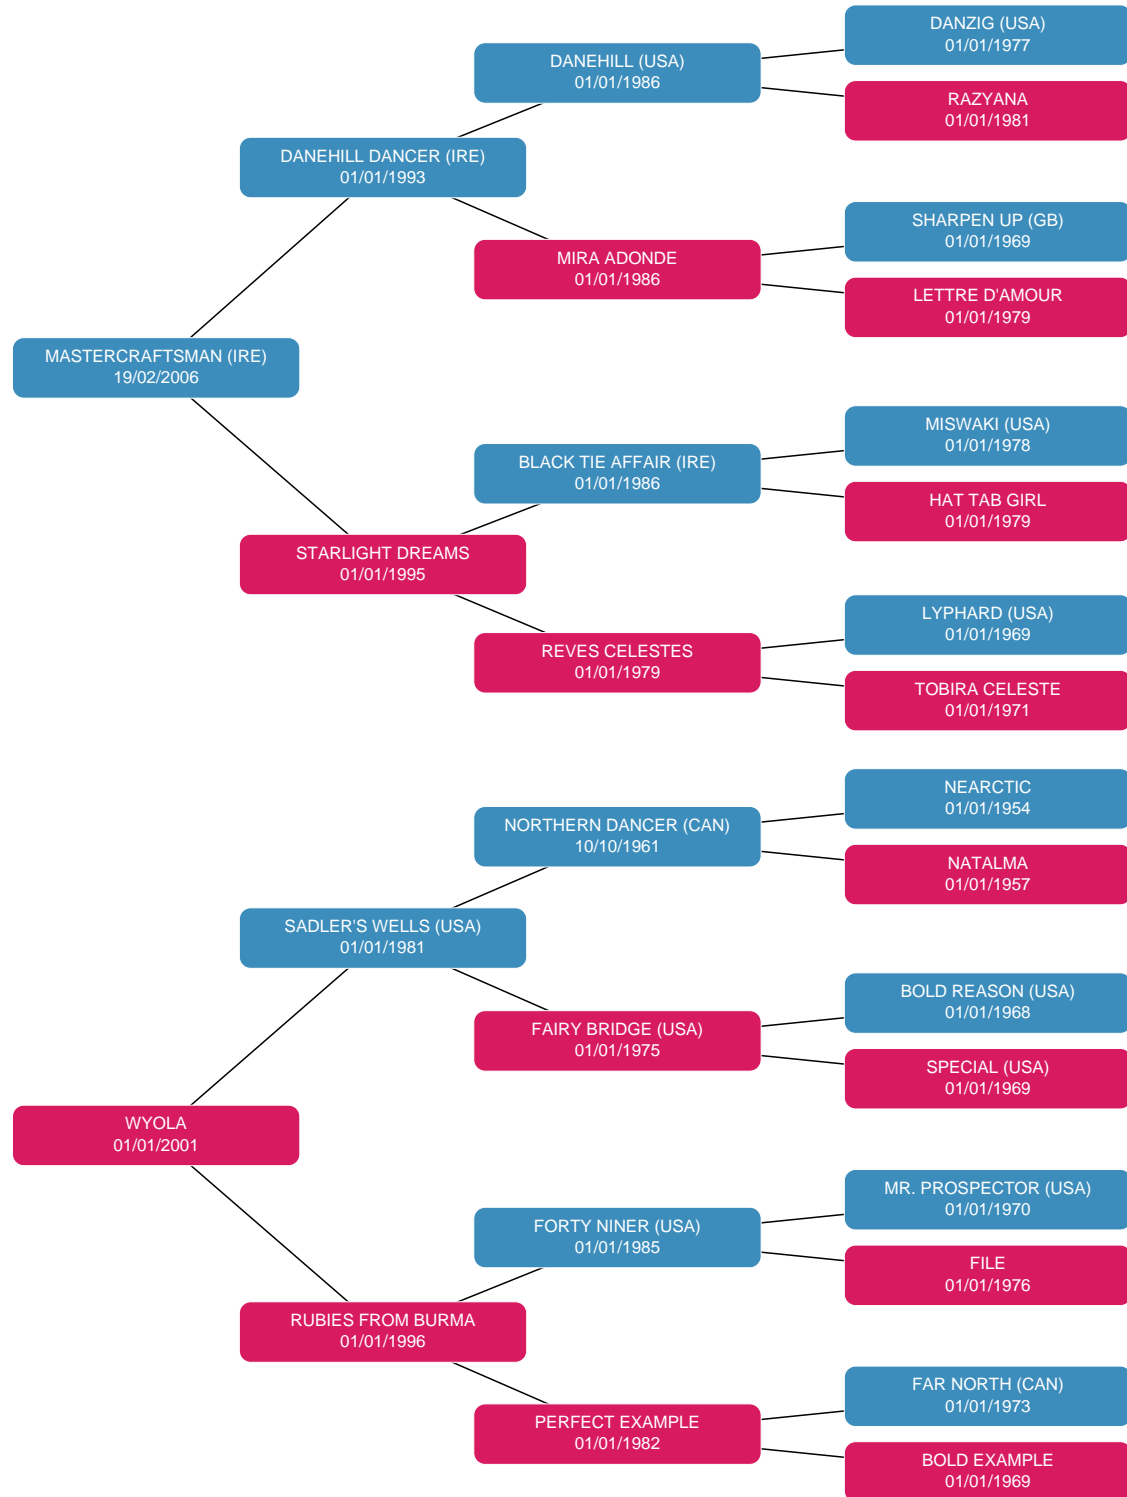 DANZIG (USA)
01/01/1977
DANEHILL (USA)
01/01/1986
RAZYANA
01/01/1981
DANEHILL DANCER (IRE)
01/01/1993
SHARPEN UP (GB)
01/01/1969
MIRA ADONDE
01/01/1986
LETTRE D'AMOUR
01/01/1979
MASTERCRAFTSMAN (IRE)
19/02/2006
MISWAKI (USA)
01/01/1978
BLACK TIE AFFAIR (IRE)
01/01/1986
HAT TAB GIRL
01/01/1979
STARLIGHT DREAMS
01/01/1995
LYPHARD (USA)
01/01/1969
REVES CELESTES
01/01/1979
TOBIRA CELESTE
01/01/1971
NEARCTIC
01/01/1954
NORTHERN DANCER (CAN)
10/10/1961
NATALMA
01/01/1957
SADLER'S WELLS (USA)
01/01/1981
BOLD REASON (USA)
01/01/1968
FAIRY BRIDGE (USA)
01/01/1975
SPECIAL (USA)
01/01/1969
WYOLA
01/01/2001
MR. PROSPECTOR (USA)
01/01/1970
FORTY NINER (USA)
01/01/1985
FILE
01/01/1976
RUBIES FROM BURMA
01/01/1996
FAR NORTH (CAN)
01/01/1973
PERFECT EXAMPLE
01/01/1982
BOLD EXAMPLE
01/01/1969